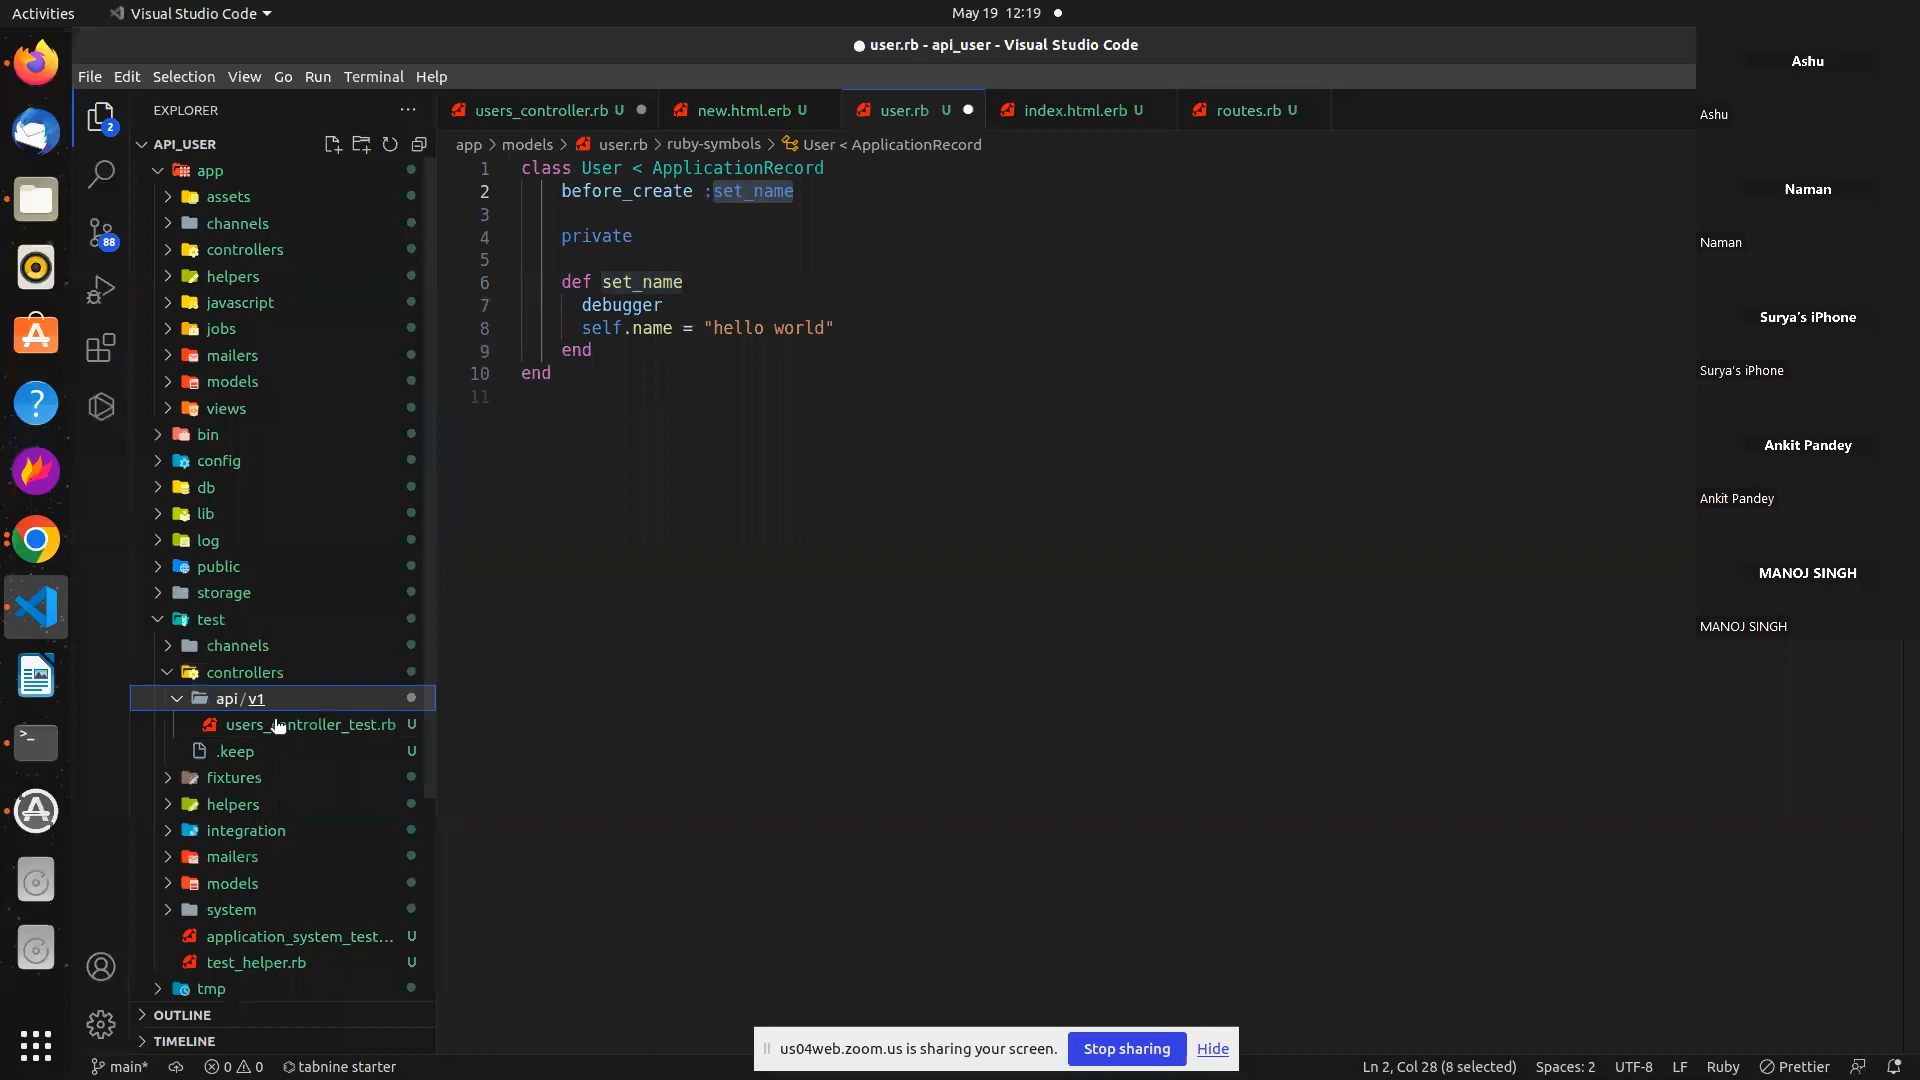 Activities
Visual Studio Code
May 19 12:19
user.rb - api_user - Visual Studio Code
File Edit Selection View Go Run Terminal Help
EXPLORER
users_controller.rb U
new.html.erb U
user.rb U
index.html.erb U
routes.rb U
app > models > user.rb > ruby-symbols > User < ApplicationRecord
API_USER
app
assets
channels
controllers
helpers
javascript
jobs
mailers
models
views
bin
config
db
lib
log
public
storage
test
channels
controllers
api/v1
users_controller_test.rb U
.keep U
fixtures
helpers
integration
mailers
models
system
application_system_test... U
test_helper.rb U
tmp
OUTLINE
TIMELINE
2
88
1 class User < ApplicationRecord
2 before_create :set_name
3
4 private
5
6 def set_name
7 debugger
8 self.name = "hello world"
9 end
10 end
11
Ashu
Ashu
Naman
Naman
Surya's iPhone
Surya's iPhone
Ankit Pandey
Ankit Pandey
MANOJ SINGH
MANOJ SINGH
us04web.zoom.us is sharing your screen. Stop sharing Hide
main* 0 0 tabnine starter
Ln 2, Col 28 (8 selected) Spaces: 2 UTF-8 LF Ruby Prettier